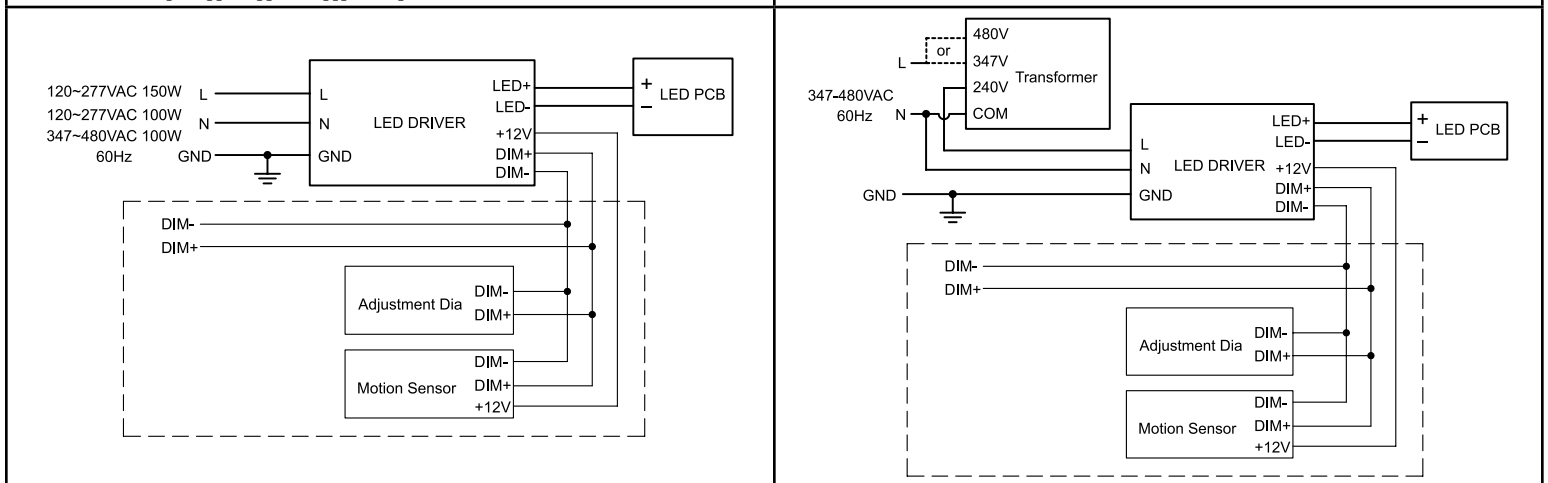 120~277VAC 150W L
120~277VAC 100W N
347~480VAC 100W
60Hz GND
L
N
GND
LED DRIVER
LED+
LED-
+12V
DIM+
DIM-
+
−
LED PCB
DIM-
DIM+
Adjustment Dia
DIM-
DIM+
Motion Sensor
DIM-
DIM+
+12V
L
or
480V
347V
240V
COM
Transformer
347-480VAC
60Hz N
GND
L
N
GND
LED DRIVER
LED+
LED-
+12V
DIM+
DIM-
+
−
LED PCB
DIM-
DIM+
Adjustment Dia
DIM-
DIM+
Motion Sensor
DIM-
DIM+
+12V